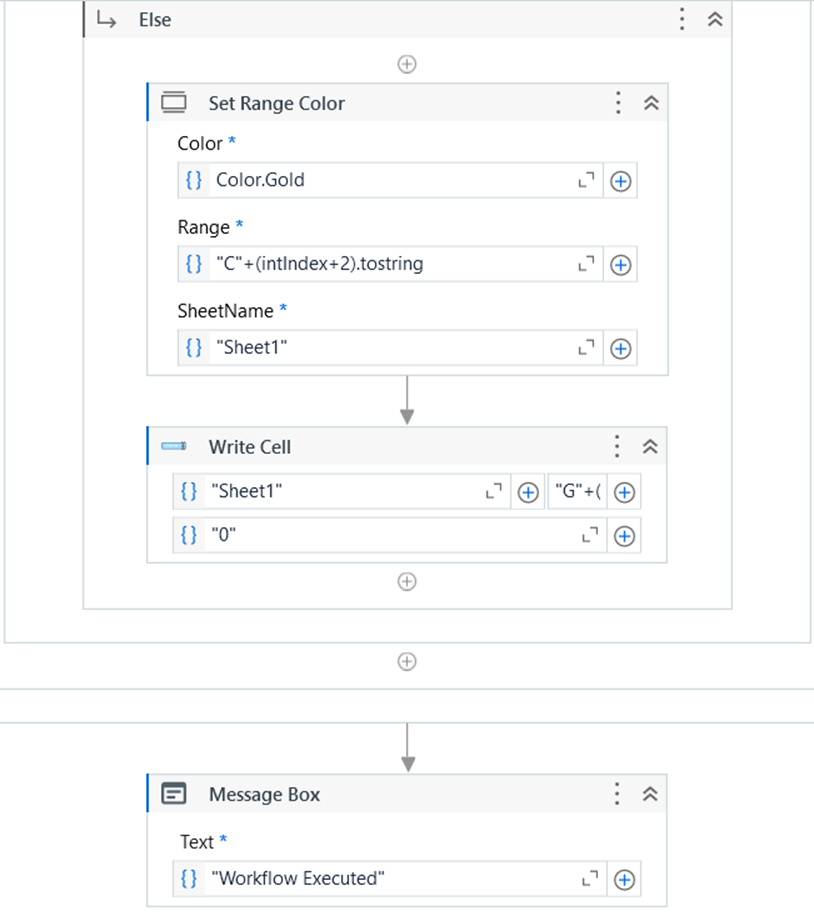 Else
Set Range Color
Color *
{} Color.Gold
Range *
{} "C"+(intIndex+2).tostring
SheetName *
{} "Sheet1"
Write Cell
{} "Sheet1" "G"+(
{} "0"
Message Box
Text *
{} "Workflow Executed"